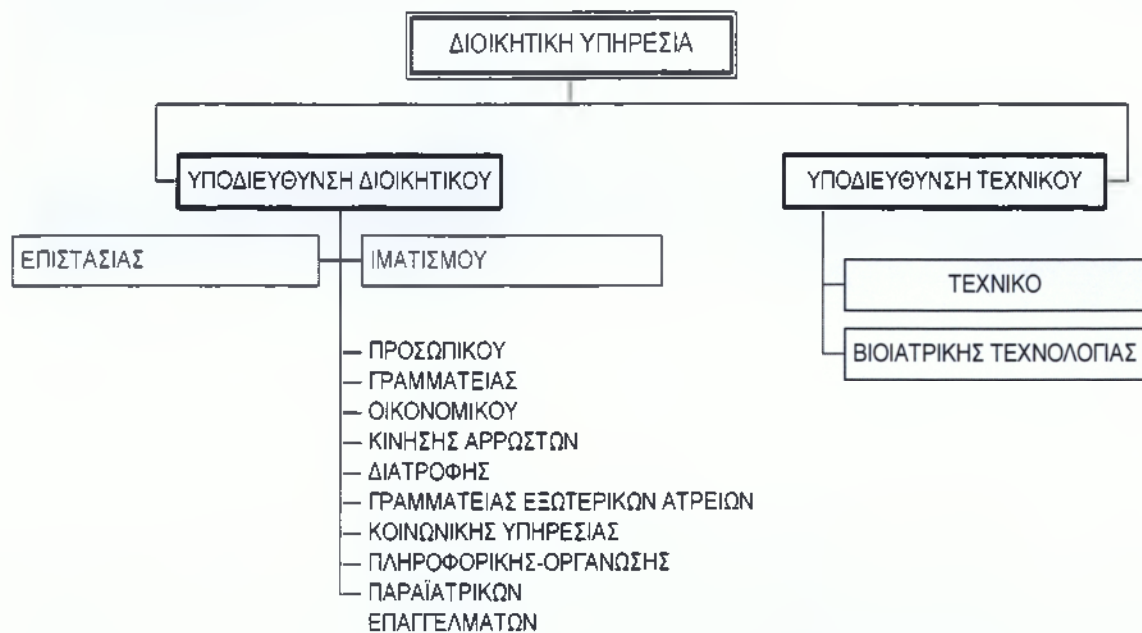 ΔΙΟΙΚΗΤΙΚΗ ΥΠΗΡΕΣΙΑ
ΥΠΟΔΙΕΥΘΥΝΣΗ ΔΙΟΙΚΗΤΙΚΟΥ
ΥΠΟΔΙΕΥΘΥΝΣΗ ΤΕΧΝΙΚΟΥ
ΕΠΙΣΤΑΣΙΑΣ
ΙΜΑΤΙΣΜΟΥ
ΤΕΧΝΙΚΟ
ΒΙΟΙΑΤΡΙΚΗΣ ΤΕΧΝΟΛΟΓΙΑΣ
ΠΡΟΣΩΠΙΚΟΥ
ΓΡΑΜΜΑΤΕΙΑΣ
ΟΙΚΟΝΟΜΙΚΟΥ
ΚΙΝΗΣΗΣ ΑΡΡΩΣΤΩΝ
ΔΙΑΤΡΟΦΗΣ
ΓΡΑΜΜΑΤΕΙΑΣ ΕΞΩΤΕΡΙΚΩΝ ΑΤΡΕΙΩΝ
ΚΟΙΝΩΝΙΚΗΣ ΥΠΗΡΕΣΙΑΣ
ΠΛΗΡΟΦΟΡΙΚΗΣ-ΟΡΓΑΝΩΣΗΣ
ΠΑΡΑΪΑΤΡΙΚΩΝ
ΕΠΑΓΓΕΛΜΑΤΩΝ